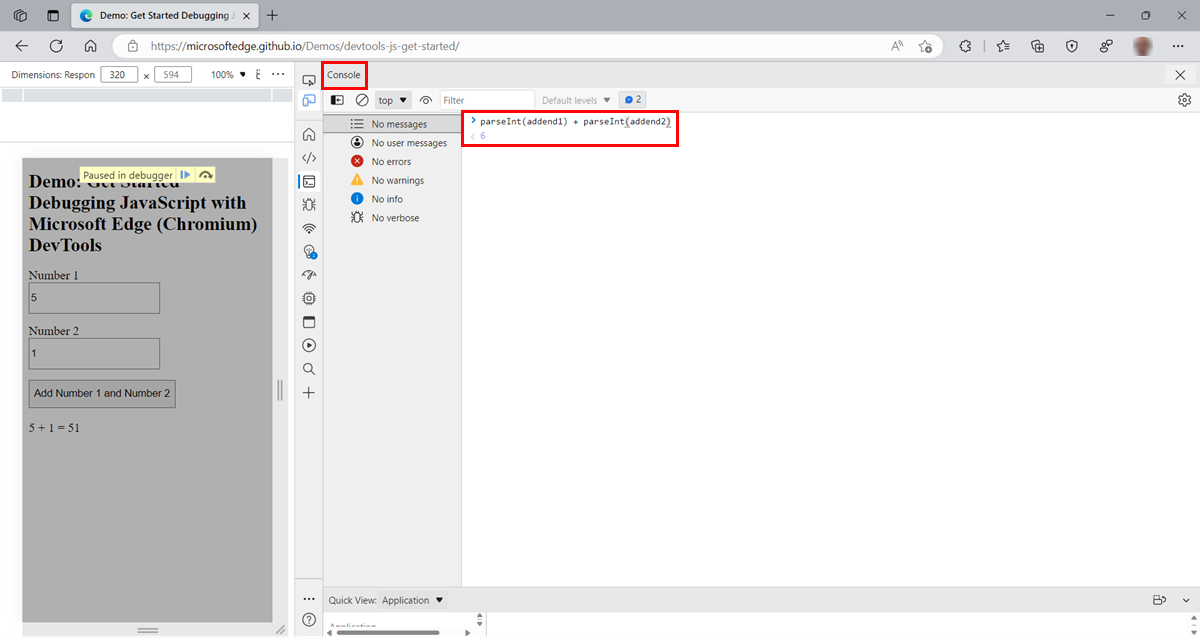 Demo: Get Started Debugging J
https://microsoftedge.github.io/Demos/devtools-js-get-started/
Dimensions: Respon 320 × 594 100%
Console
top Filter Default levels 2
No messages
No user messages
No errors
No warnings
No info
No verbose
parseInt(addend1) + parseInt(addend2)
6
Paused in debugger
Demo: Get Started
Debugging JavaScript with
Microsoft Edge (Chromium)
DevTools
Number 1
5
Number 2
1
Add Number 1 and Number 2
5 + 1 = 51
Quick View: Application
Application